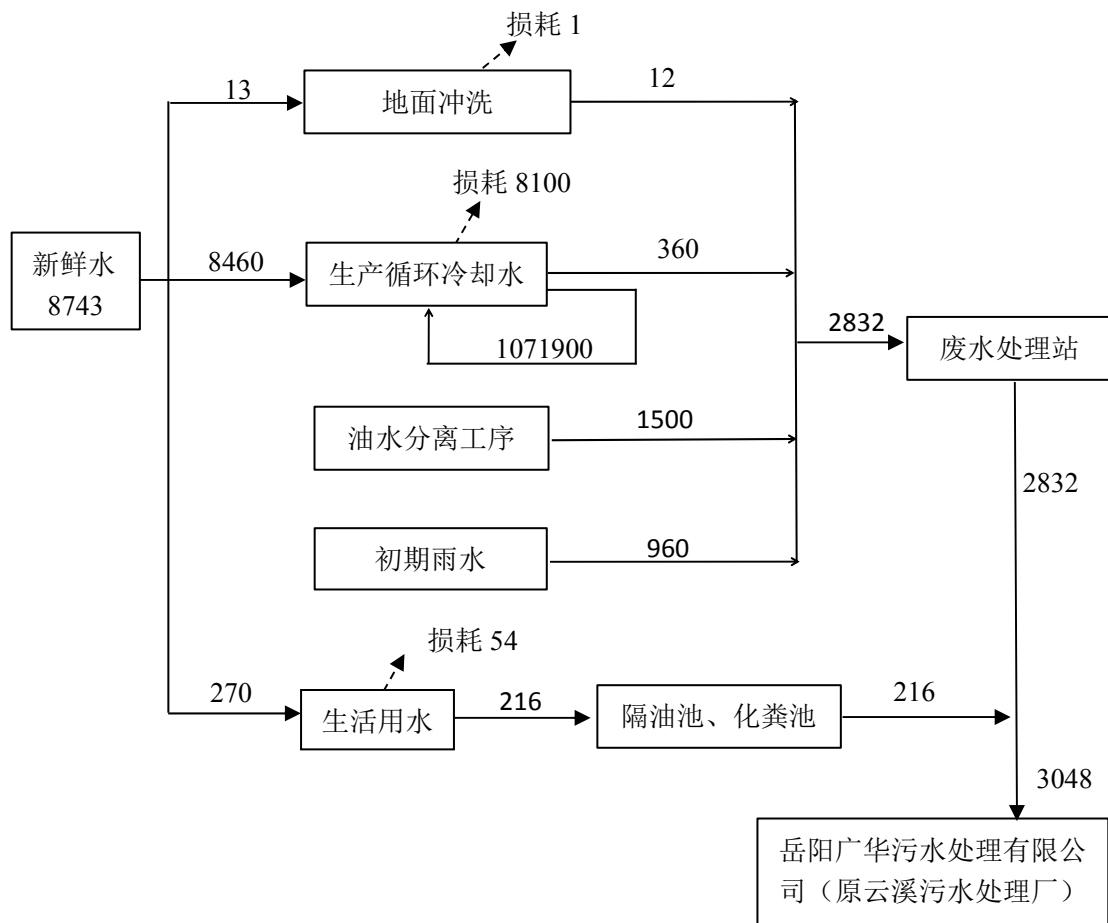 损耗 1
13
地面冲洗
12
损耗 8100
新鲜水
8743
8460
生产循环冷却水
360
1071900
2832
废水处理站
油水分离工序
1500
2832
初期雨水
960
损耗 54
270
生活用水
216
隔油池、化粪池
216
3048
岳阳广华污水处理有限公
司（原云溪污水处理厂）